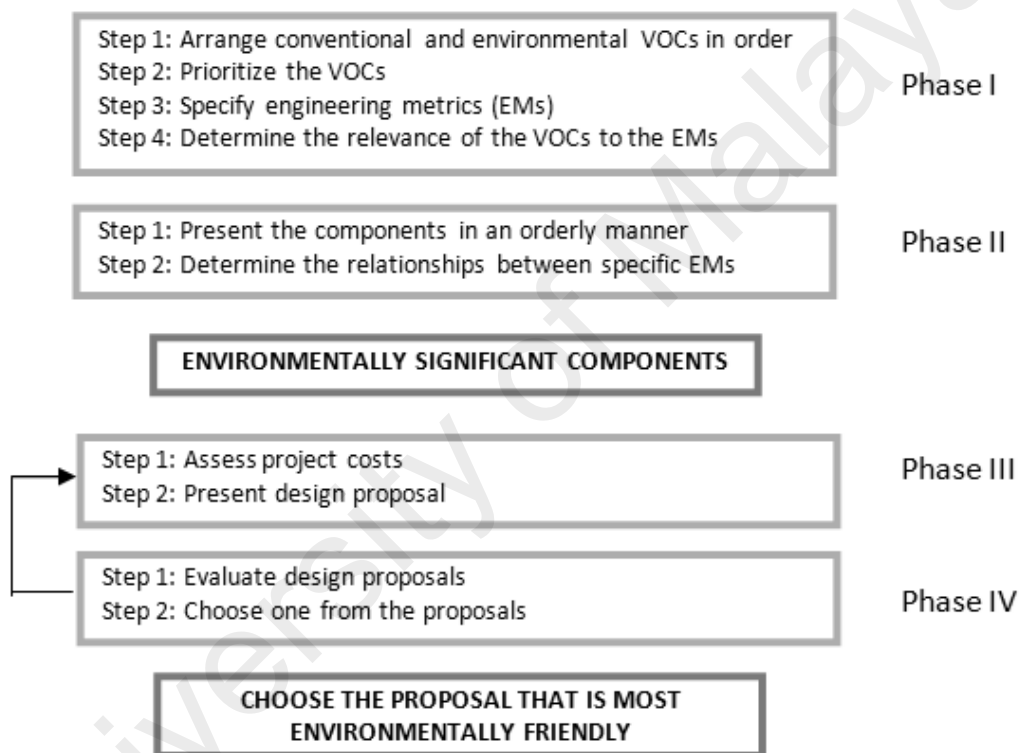 Step 1: Arrange conventional and environmental VOCs in order
Step 2: Prioritize the VOCs
Step 3: Specify engineering metrics (EMs)
Step 4: Determine the relevance of the VOCs to the EMs
Phase I
Step 1: Present the components in an orderly manner
Step 2: Determine the relationships between specific EMs
Phase II
ENVIRONMENTALLY SIGNIFICANT COMPONENTS
Step 1: Assess project costs
Step 2: Present design proposal
Phase III
Step 1: Evaluate design proposals
Step 2: Choose one from the proposals
Phase IV
CHOOSE THE PROPOSAL THAT IS MOST
ENVIRONMENTALLY FRIENDLY
versity of Malaya